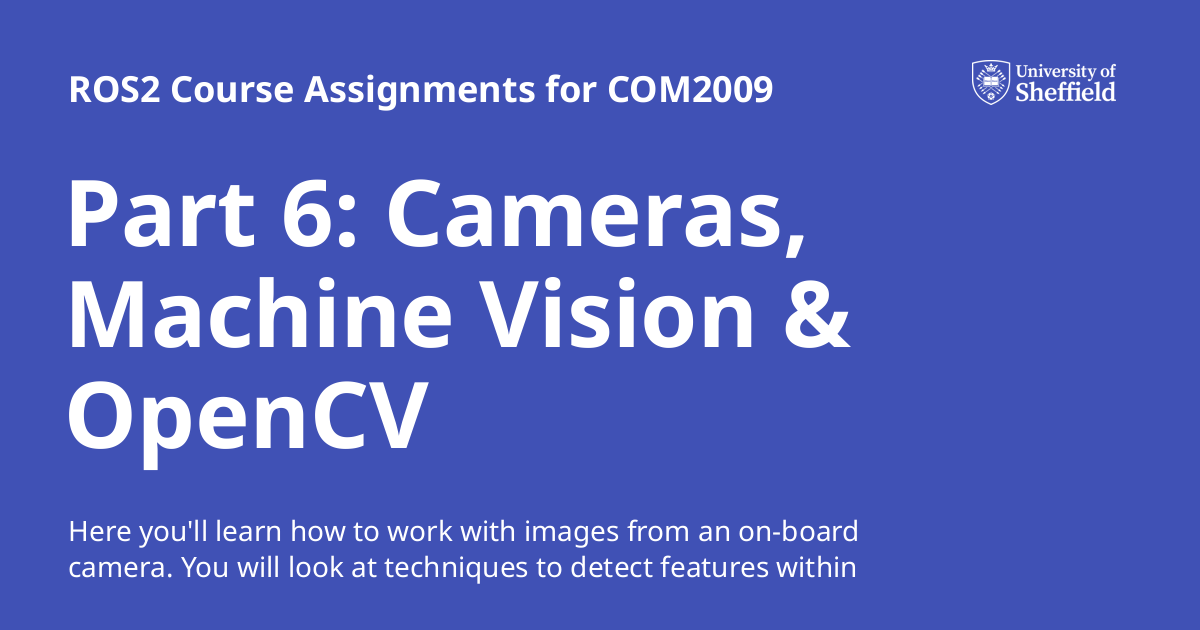 ROS2 Course Assignments for COM2009
University of
Sheffield
Part 6: Cameras,
Machine Vision &
OpenCV
Here you'll learn how to work with images from an on-board
camera. You will look at techniques to detect features within